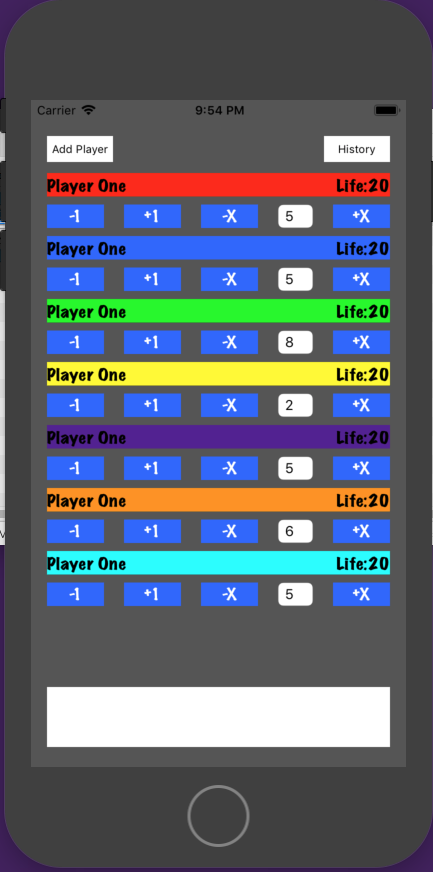 Carrier 9:54 PM
Add Player History
Player One Life:20
-1 +1 -X 5 +X
Player One Life:20
-1 +1 -X 5 +X
Player One Life:20
-1 +1 -X 8 +X
Player One Life:20
-1 +1 -X 2 +X
Player One Life:20
-1 +1 -X 5 +X
Player One Life:20
-1 +1 -X 6 +X
Player One Life:20
-1 +1 -X 5 +X